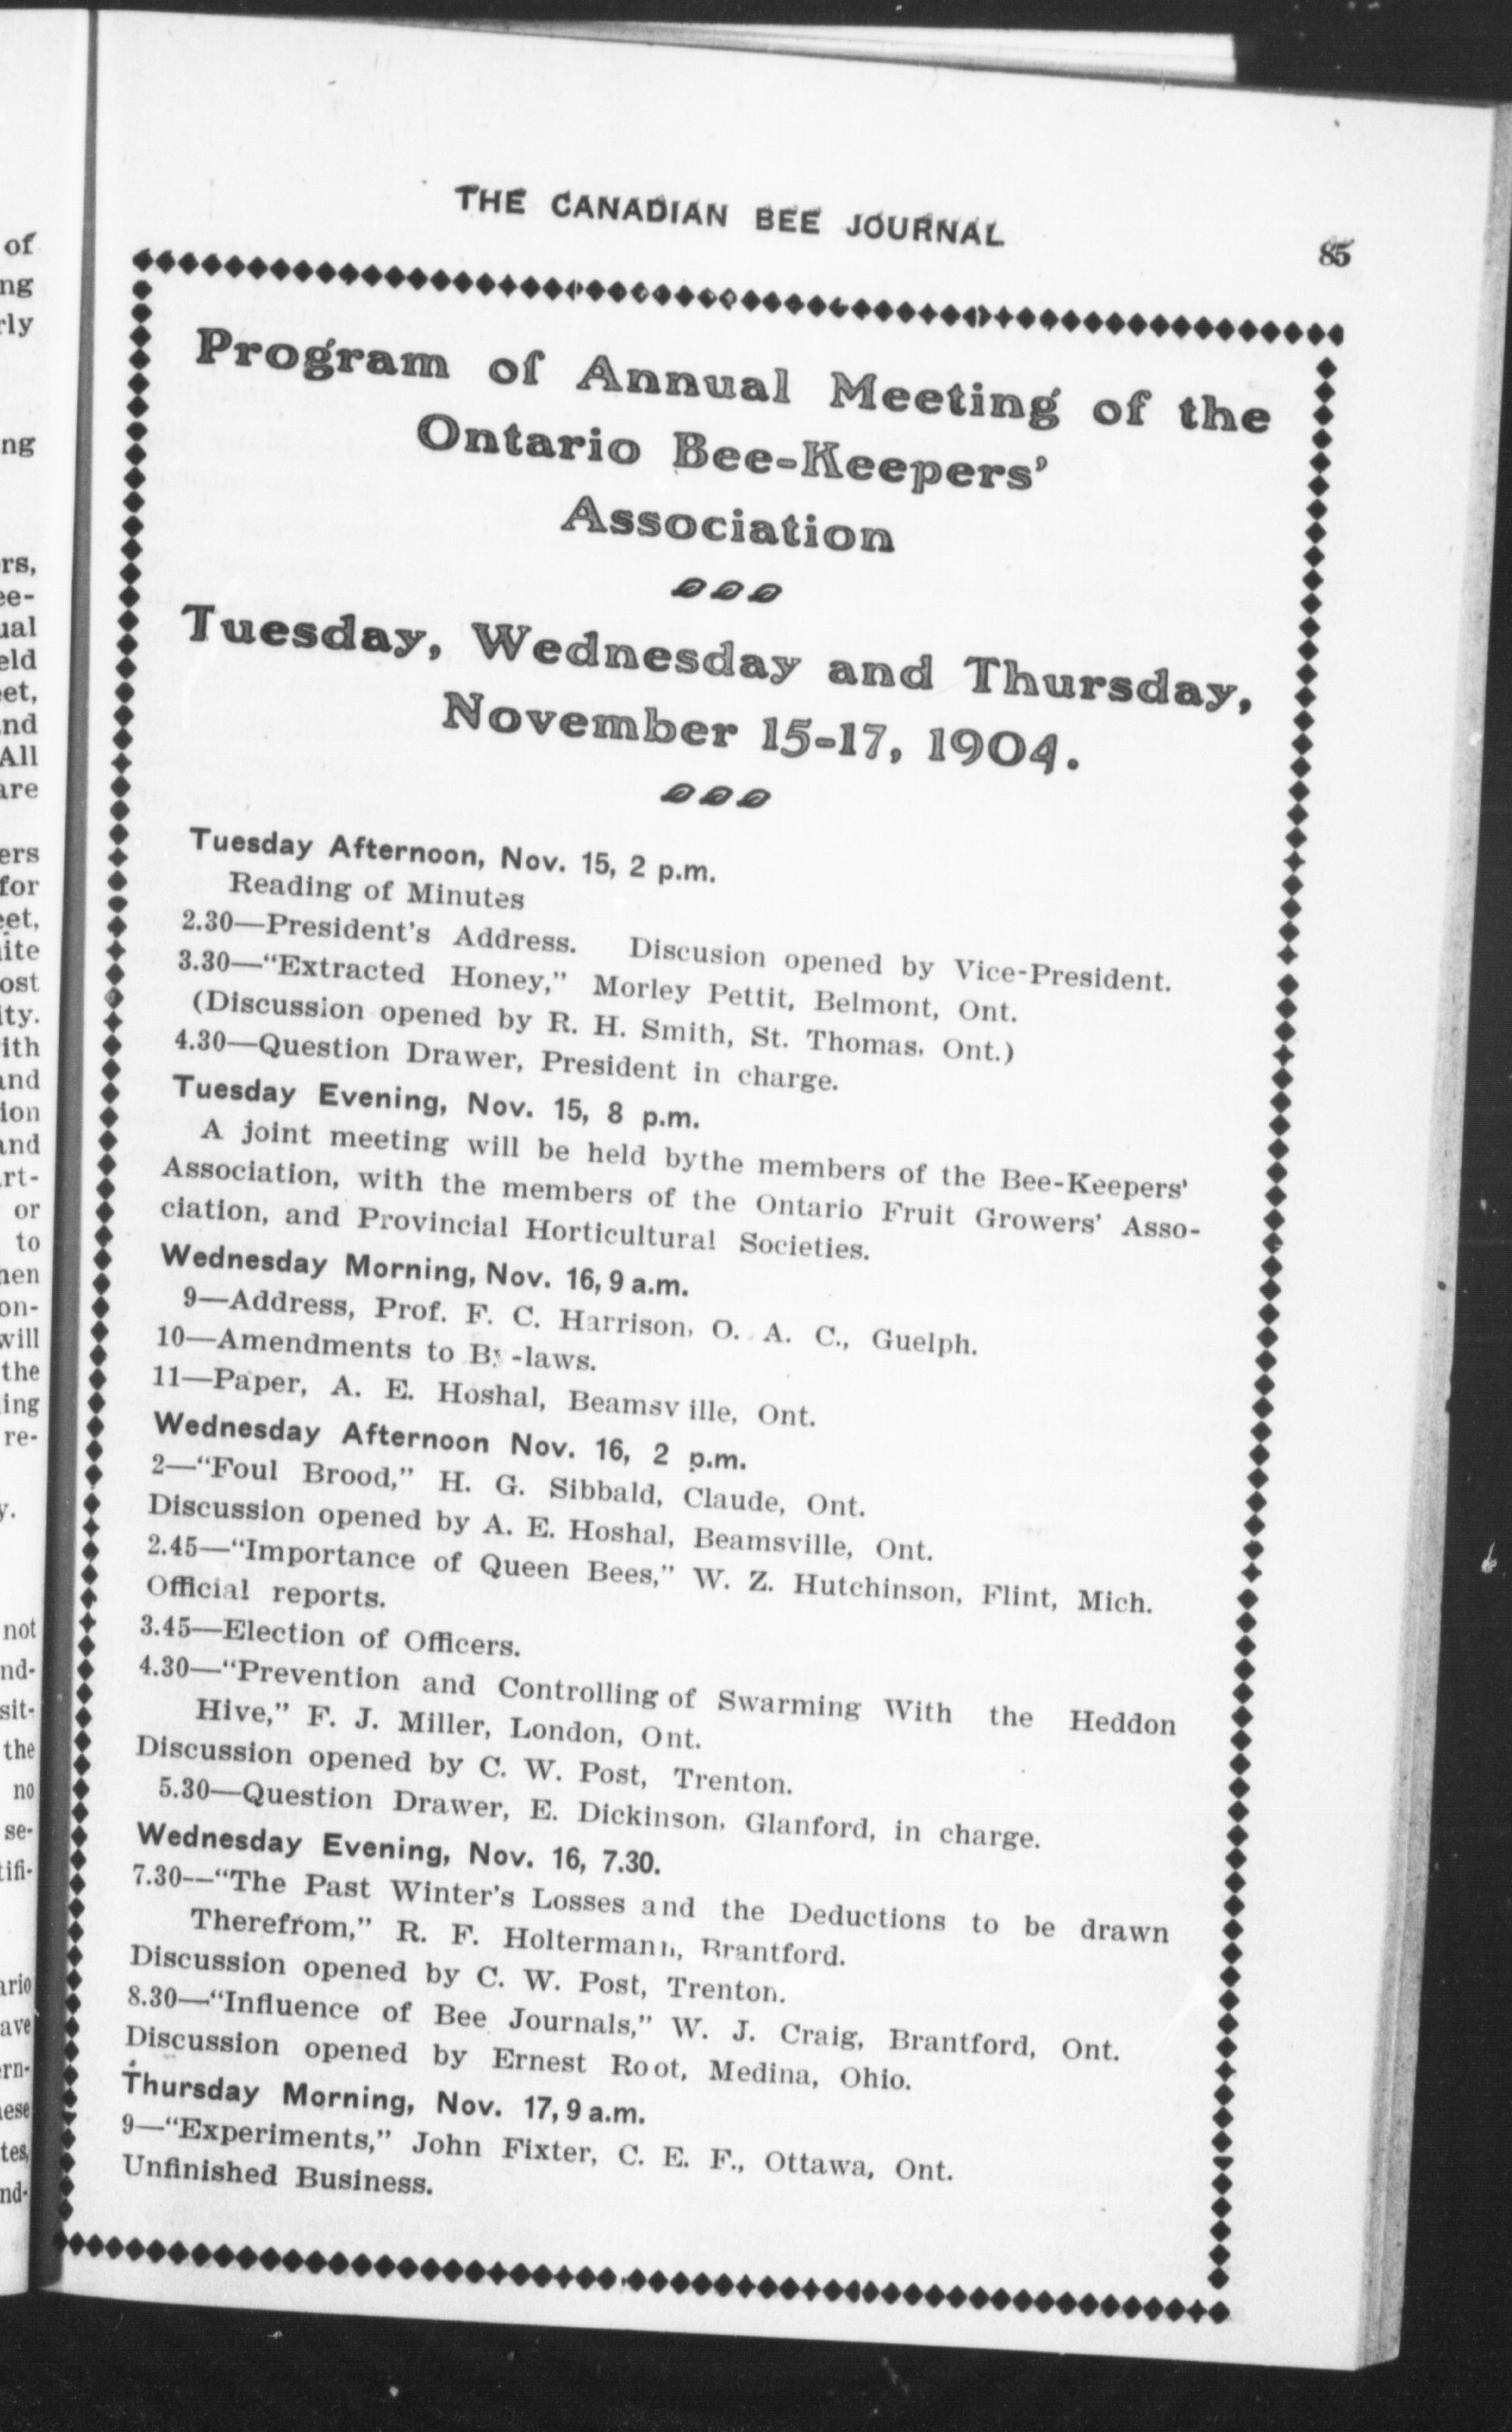 THE CANADIAN BEE JOURNAL
85
Program of Annual Meeting of the
Ontario Bee-Keepers'
Association
Tuesday, Wednesday and Thursday,
November 15-17, 1904.
Tuesday Afternoon, Nov. 15, 2 p.m.
Reading of Minutes
2.30—President's Address. Discusion opened by Vice-President.
3.30—"Extracted Honey," Morley Pettit, Belmont, Ont.
(Discussion opened by R. H. Smith, St. Thomas, Ont.)
4.30—Question Drawer, President in charge.
Tuesday Evening, Nov. 15, 8 p.m.
A joint meeting will be held bythe members of the Bee-Keepers'
Association, with the members of the Ontario Fruit Growers' Asso-
ciation, and Provincial Horticultural Societies.
Wednesday Morning, Nov. 16, 9 a.m.
9—Address, Prof. F. C. Harrison, O. A. C., Guelph.
10—Amendments to By-laws.
11—Paper, A. E. Hoshal, Beamsville, Ont.
Wednesday Afternoon Nov. 16, 2 p.m.
2—"Foul Brood," H. G. Sibbald, Claude, Ont.
Discussion opened by A. E. Hoshal, Beamsville, Ont.
2.45—"Importance of Queen Bees," W. Z. Hutchinson, Flint, Mich.
Official reports.
3.45—Election of Officers.
4.30—"Prevention and Controlling of Swarming With the Heddon
Hive," F. J. Miller, London, Ont.
Discussion opened by C. W. Post, Trenton.
5.30—Question Drawer, E. Dickinson, Glanford, in charge.
Wednesday Evening, Nov. 16, 7.30.
7.30—"The Past Winter's Losses and the Deductions to be drawn
Therefrom," R. F. Holtermann, Brantford.
Discussion opened by C. W. Post, Trenton.
8.30—"Influence of Bee Journals," W. J. Craig, Brantford, Ont.
Discussion opened by Ernest Root, Medina, Ohio.
Thursday Morning, Nov. 17, 9 a.m.
9—"Experiments," John Fixter, C. E. F., Ottawa, Ont.
Unfinished Business.